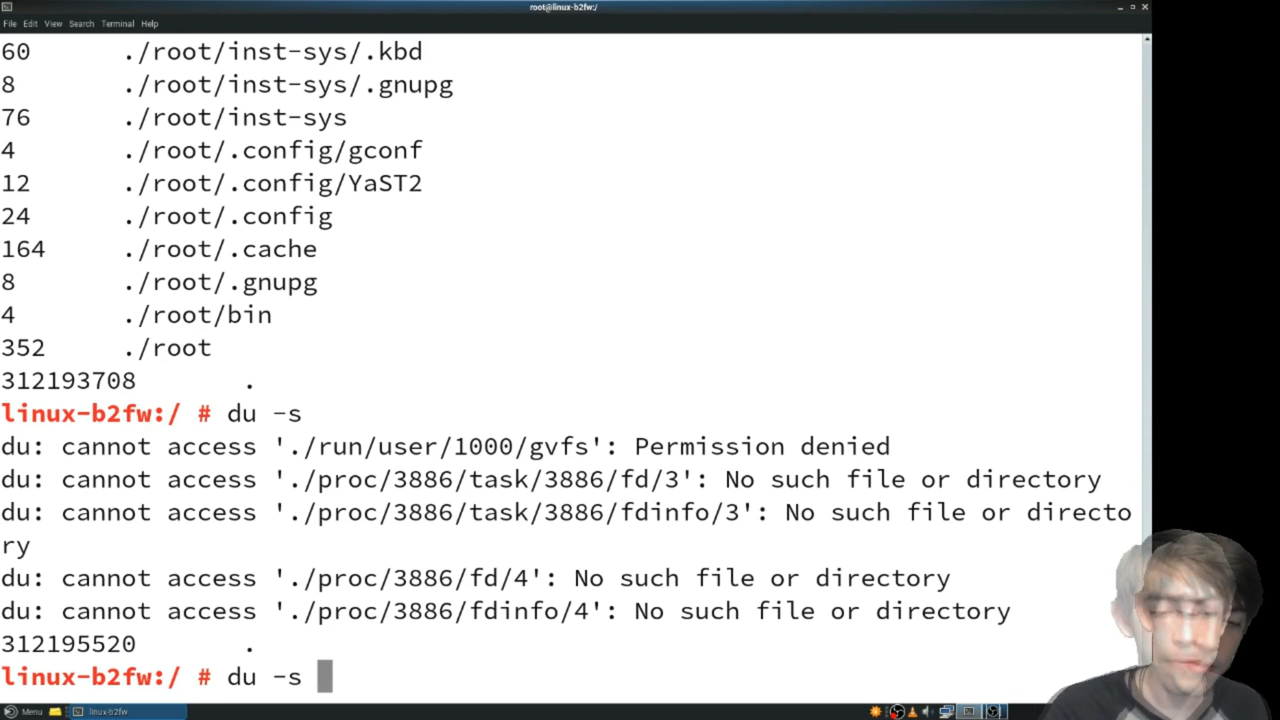 root@linux-b2fw:/
File Edit View Search Terminal Help
60 ./root/inst-sys/.kbd
8 ./root/inst-sys/.gnupg
76 ./root/inst-sys
4 ./root/.config/gconf
12 ./root/.config/YaST2
24 ./root/.config
164 ./root/.cache
8 ./root/.gnupg
4 ./root/bin
352 ./root
312193708 .
linux-b2fw:/ # du -s
du: cannot access './run/user/1000/gvfs': Permission denied
du: cannot access './proc/3886/task/3886/fd/3': No such file or directory
du: cannot access './proc/3886/task/3886/fdinfo/3': No such file or directo
ry
du: cannot access './proc/3886/fd/4': No such file or directory
du: cannot access './proc/3886/fdinfo/4': No such file or directory
312195520 .
linux-b2fw:/ # du -s
Menu linux-b2fw